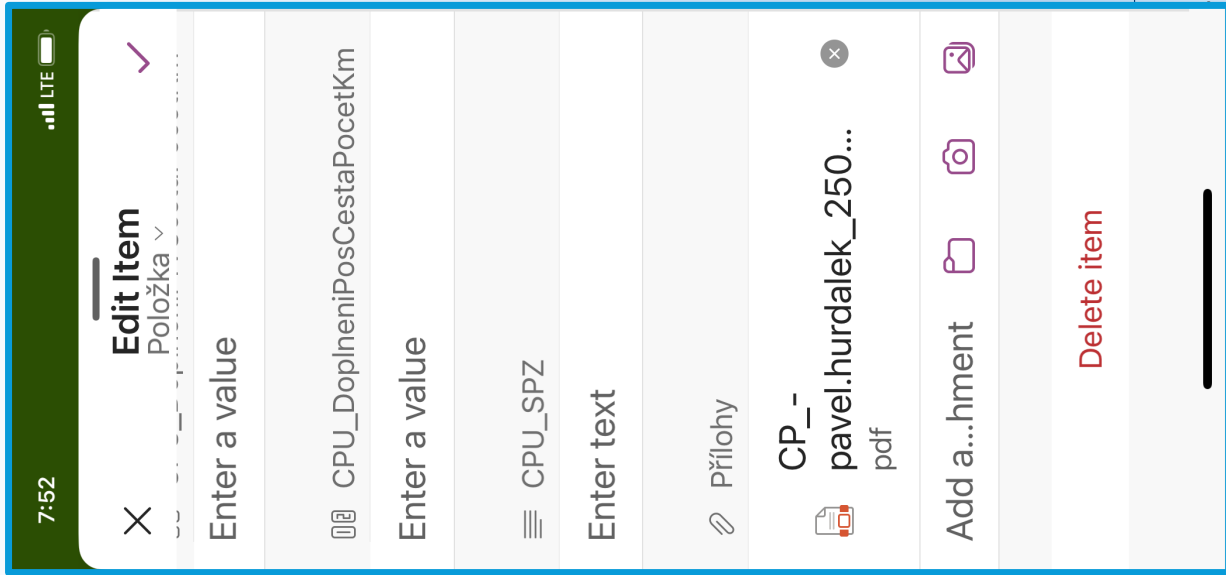 7:52
LTE
Edit Item
Položka
Enter a value
CPU_DoplneniPosCestaPocetKm
Enter a value
CPU_SPZ
Enter text
Přílohy
CP_-
pavel.hurdalek_250...
pdf
Add a...hment
Delete item